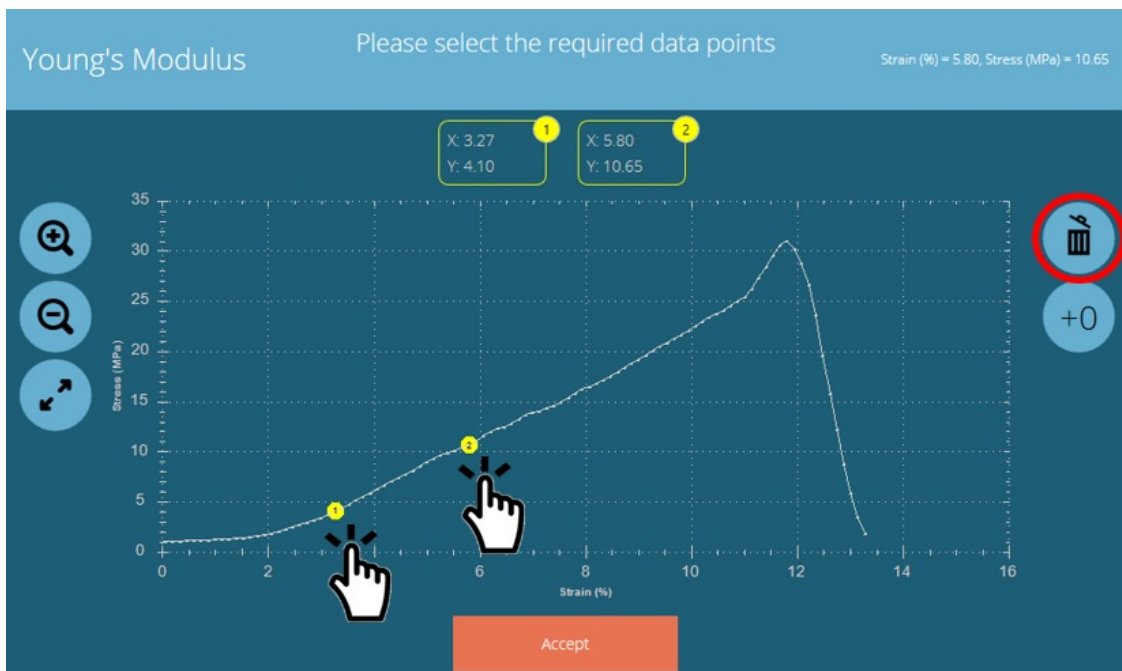 Young's Modulus
Please select the required data points
Strain (%) = 5.80, Stress (MPa) = 10.65
X: 3.27
Y: 4.10
1
X: 5.80
Y: 10.65
2
35
30
25
20
15
10
5
0
Stress (MPa)
1
2
+0
0
2
6
8
10
12
14
16
Strain (%)
Accept